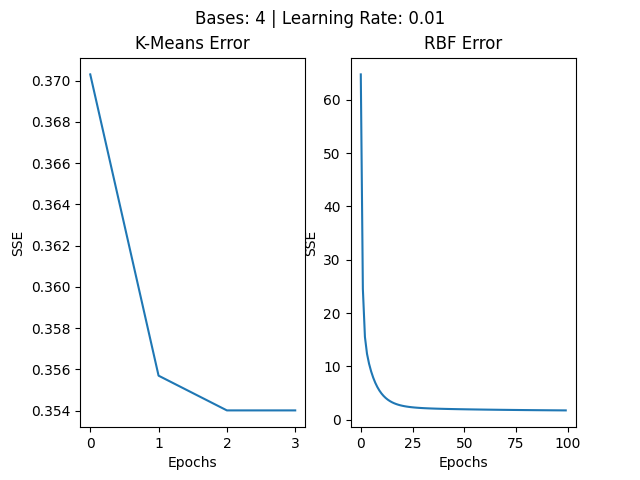 Bases: 4 | Learning Rate: 0.01
K-Means Error
0.370
0.368
0.366
0.364
0.362
0.360
0.358
0.356
0.354
SSE
0 1 2 3
Epochs
RBF Error
60
50
40
30
20
10
0
SSE
0 25 50 75 100
Epochs